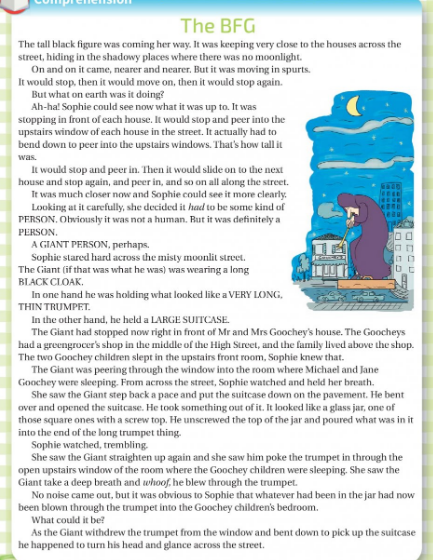 Comprehension
The BFG
The tall black figure was coming her way. It was keeping very close to the houses across the
street, hiding in the shadowy places where there was no moonlight.
On and on it came, nearer and nearer. But it was moving in spurts.
It would stop, then it would move on, then it would stop again.
But what on earth was it doing?
Ah-ha! Sophie could see now what it was up to. It was
stopping in front of each house. It would stop and peer into the
upstairs window of each house in the street. It actually had to
bend down to peer into the upstairs windows. That's how tall it
was.
It would stop and peer in. Then it would slide on to the next
house and stop again, and peer in, and so on all along the street.
It was much closer now and Sophie could see it more clearly.
Looking at it carefully, she decided it had to be some kind of
PERSON. Obviously it was not a human. But it was definitely a
PERSON.
A GIANT PERSON, perhaps.
Sophie stared hard across the misty moonlit street.
The Giant (if that was what he was) was wearing a long
BLACK CLOAK.
In one hand he was holding what looked like a VERY LONG,
THIN TRUMPET.
In the other hand, he held a LARGE SUITCASE.
The Giant had stopped now right in front of Mr and Mrs Goochey's house. The Goocheys
had a greengrocer's shop in the middle of the High Street, and the family lived above the shop.
The two Goochey children slept in the upstairs front room, Sophie knew that.
The Giant was peering through the window into the room where Michael and Jane
Goochey were sleeping. From across the street, Sophie watched and held her breath.
She saw the Giant step back a pace and put the suitcase down on the pavement. He bent
over and opened the suitcase. He took something out of it. It looked like a glass jar, one of
those square ones with a screw top. He unscrewed the top of the jar and poured what was in it
into the end of the long trumpet thing.
Sophie watched, trembling.
She saw the Giant straighten up again and she saw him poke the trumpet in through the
open upstairs window of the room where the Goochey children were sleeping. She saw the
Giant take a deep breath and whoof, he blew through the trumpet.
No noise came out, but it was obvious to Sophie that whatever had been in the jar had now
been blown through the trumpet into the Goochey children's bedroom.
What could it be?
As the Giant withdrew the trumpet from the window and bent down to pick up the suitcase
he happened to turn his head and glance across the street.